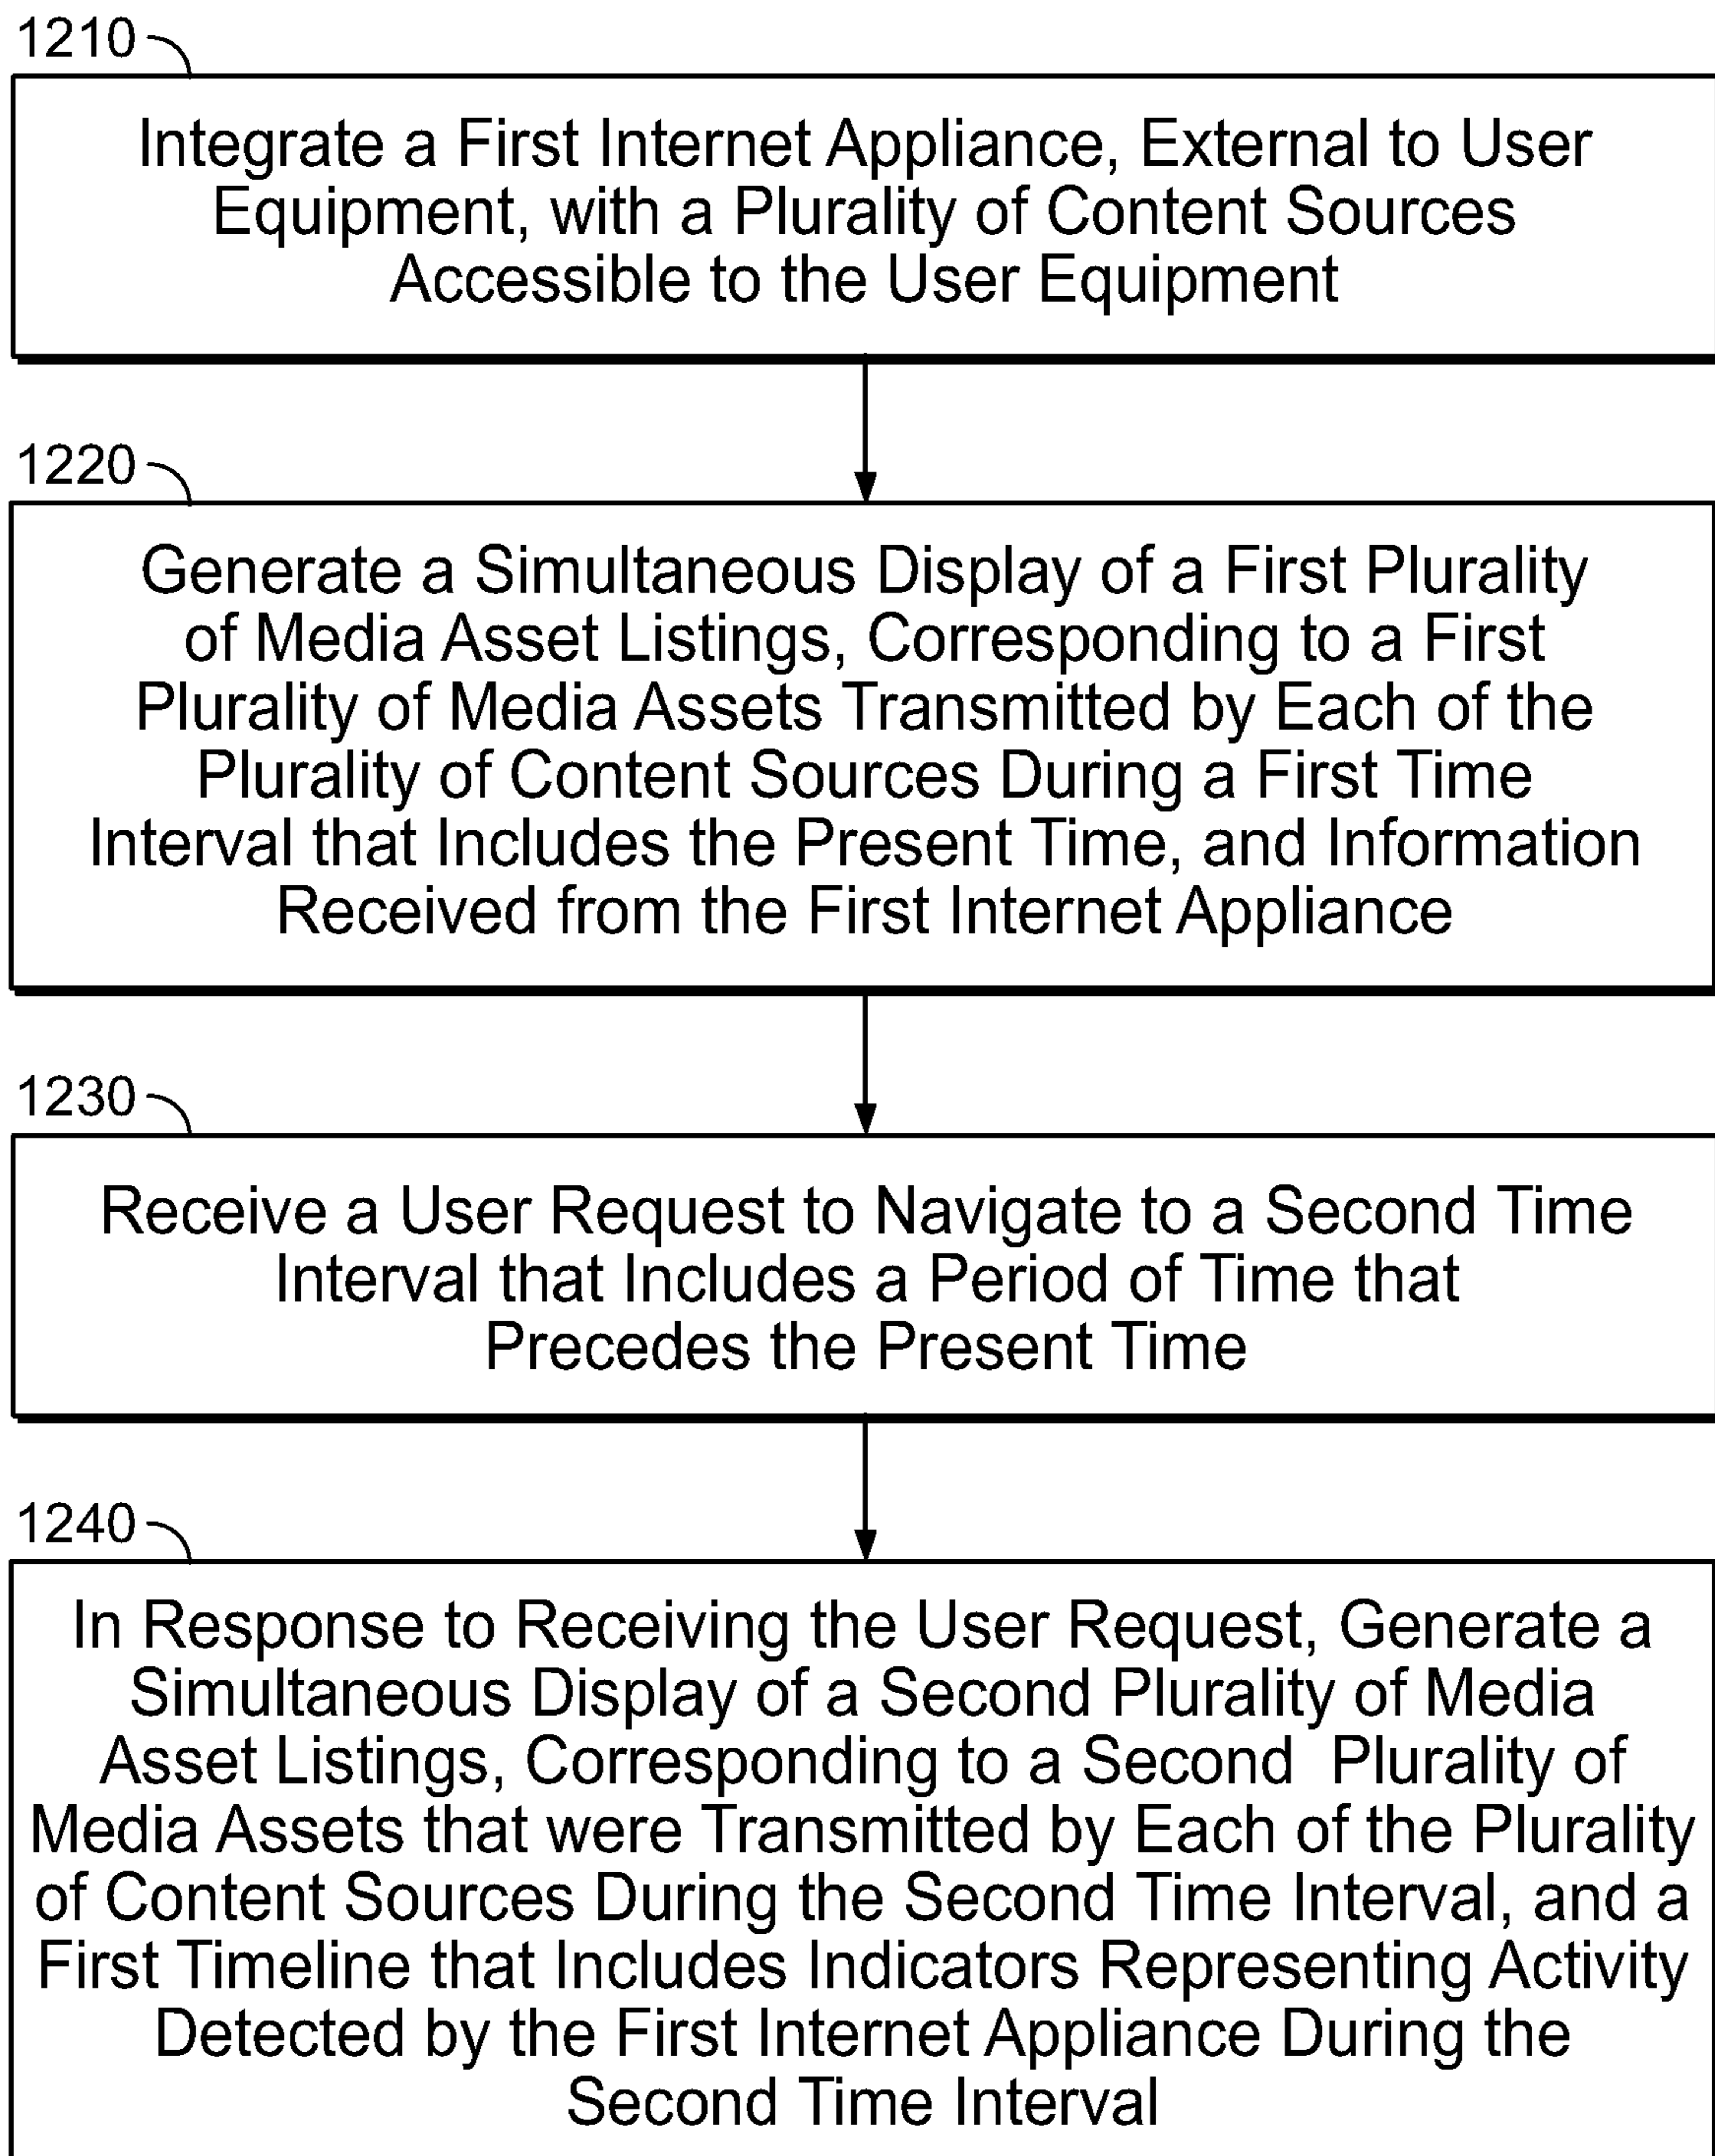 1210
Integrate a First Internet Appliance, External to User
Equipment, with a Plurality of Content Sources
Accessible to the User Equipment
1220
Generate a Simultaneous Display of a First Plurality
of Media Asset Listings, Corresponding to a First
Plurality of Media Assets Transmitted by Each of the
Plurality of Content Sources During a First Time
Interval that Includes the Present Time, and Information
Received from the First Internet Appliance
1230
Receive a User Request to Navigate to a Second Time
Interval that Includes a Period of Time that
Precedes the Present Time
1240
In Response to Receiving the User Request, Generate a
Simultaneous Display of a Second Plurality of Media
Asset Listings, Corresponding to a Second Plurality of
Media Assets that were Transmitted by Each of the Plurality
of Content Sources During the Second Time Interval, and a
First Timeline that Includes Indicators Representing Activity
Detected by the First Internet Appliance During the
Second Time Interval